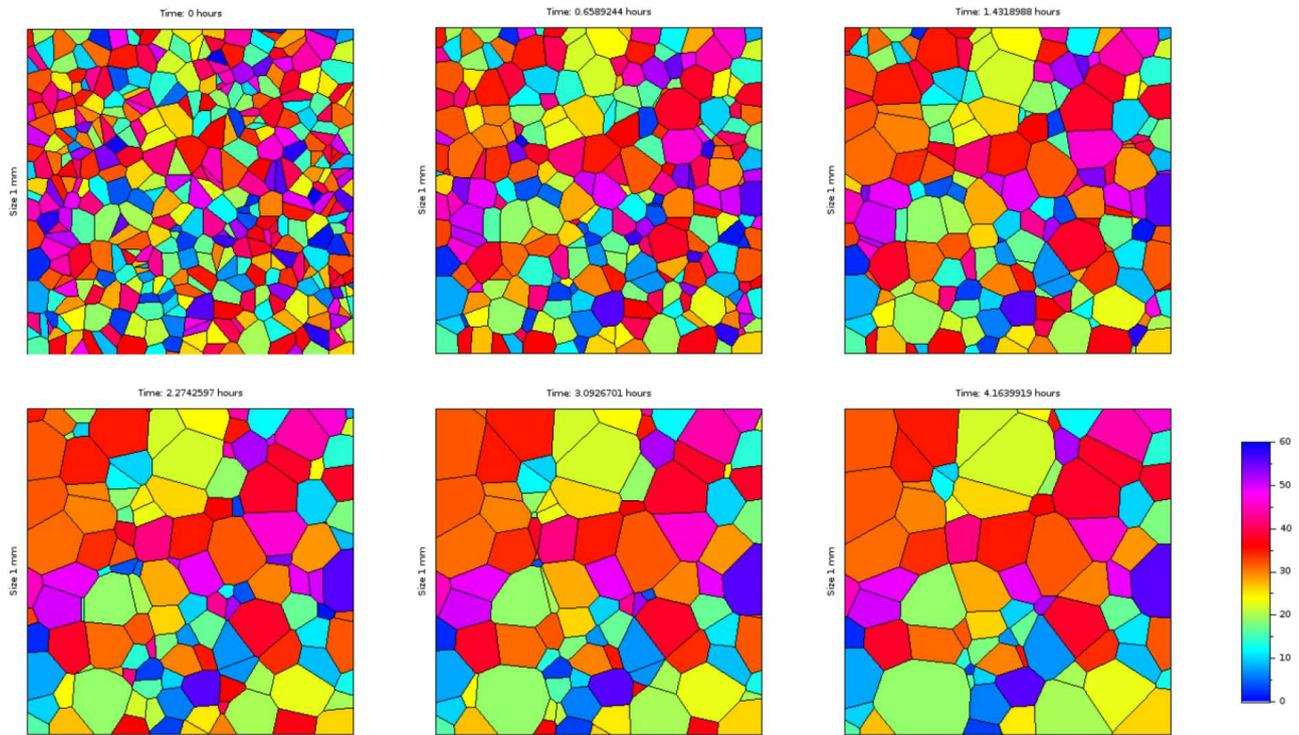 Time: 0 hours
Time: 0.6589244 hours
Time: 1.4318988 hours
Size 1 mm
Size 1 mm
Size 1 mm
Time: 2.2742597 hours
Time: 3.0926701 hours
Time: 4.1639919 hours
Size 1 mm
Size 1 mm
Size 1 mm
60
50
40
30
20
10
0